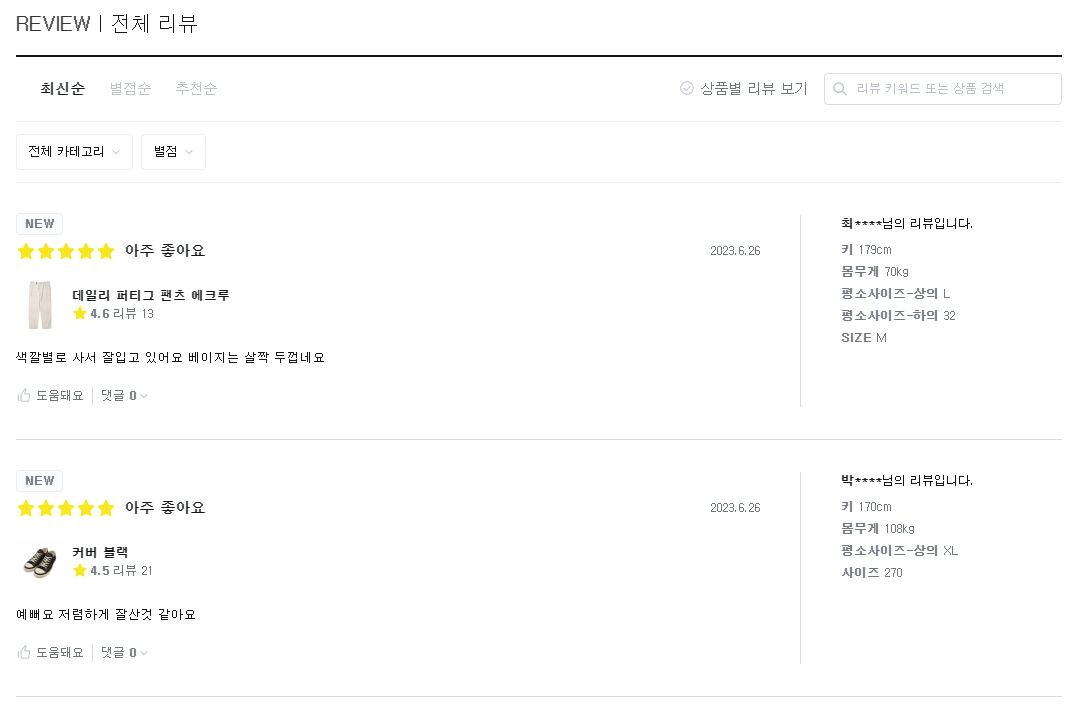 REVIEW | 전체 리뷰
최신순 별점순 추천순 상품별 리뷰 보기 리뷰 키워드 또는 상품 검색
전체 카테고리 별점
NEW
아주 좋아요 2023.6.26
데일리 퍼티그 팬츠 에크루
4.6 리뷰 13
색깔별로 사서 잘입고 있어요 베이지는 살짝 두껍네요
도움돼요 댓글 0
최****님의 리뷰입니다.
키 179cm
몸무게 70kg
평소사이즈-상의 L
평소사이즈-하의 32
SIZE M
NEW
아주 좋아요 2023.6.26
커버 블랙
4.5 리뷰 21
예뻐요 저렴하게 잘산것 같아요
도움돼요 댓글 0
박****님의 리뷰입니다.
키 170cm
몸무게 108kg
평소사이즈-상의 XL
사이즈 270